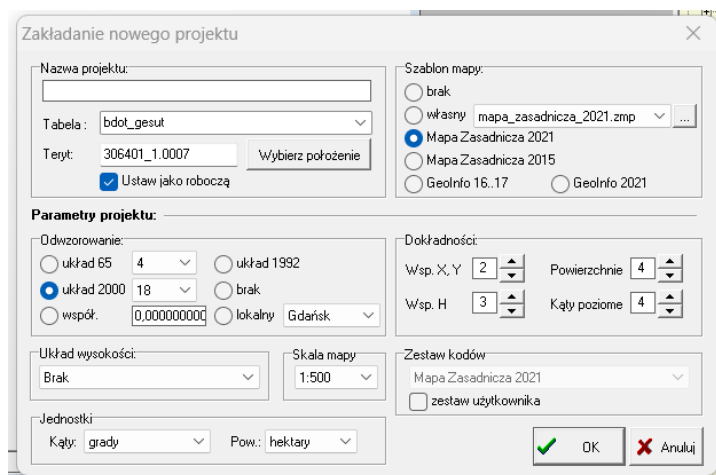 Zakładanie nowego projektu
Nazwa projektu:
Tabela : bdot_gesut
Teryt: 306401_1.0007 Wybierz położenie
Ustaw jako roboczą
Szablon mapy:
brak
własny mapa_zasadnicza_2021.zmp ...
Mapa Zasadnicza 2021
Mapa Zasadnicza 2015
GeoInfo 16..17 GeoInfo 2021
Parametry projektu:
Odwzorowanie:
układ 65 4 układ 1992
układ 2000 18 brak
współ. 0,000000000 lokalny Gdańsk
Dokładności:
Wsp. X, Y 2 Powierzchnie 4
Wsp. H 3 Kąty poziome 4
Układ wysokości:
Brak
Skala mapy
1:500
Zestaw kodów
Mapa Zasadnicza 2021
zestaw użytkownika
Jednostki
Kąty: grady Pow.: hektary
OK Anuluj